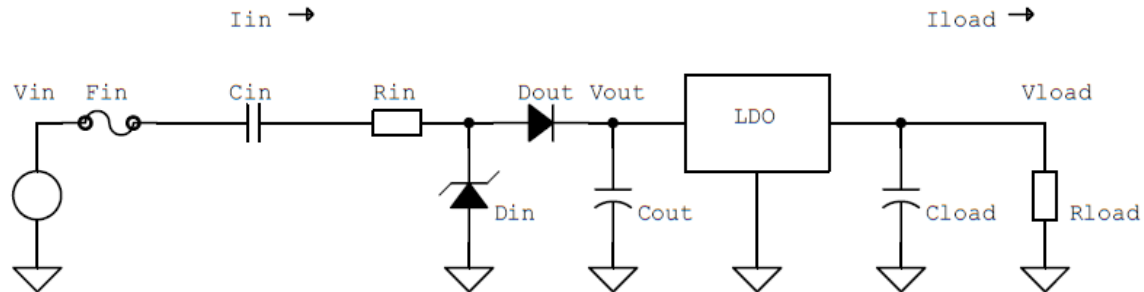 Iin
Iload
Vin Fin Cin Rin Dout Vout Vload
LDO
Din Cout Cload Rload